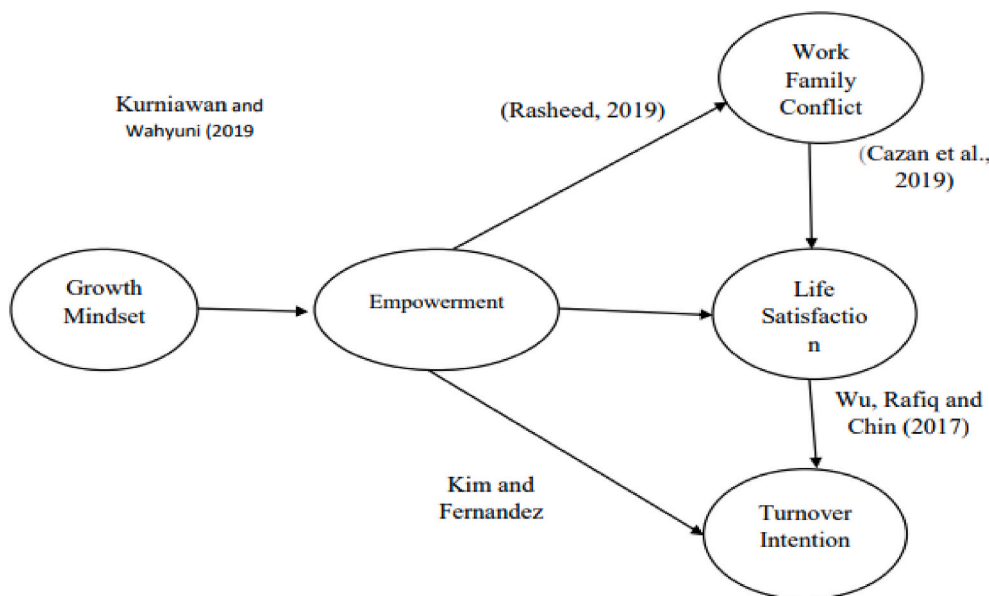 Work
Family
Conflict
Kurniawan and
Wahyuni (2019
(Rasheed, 2019)
(Cazan et al.,
2019)
Growth
Mindset
Empowerment
Life
Satisfactio
n
Wu, Rafiq and
Chin (2017)
Kim and
Fernandez
Turnover
Intention